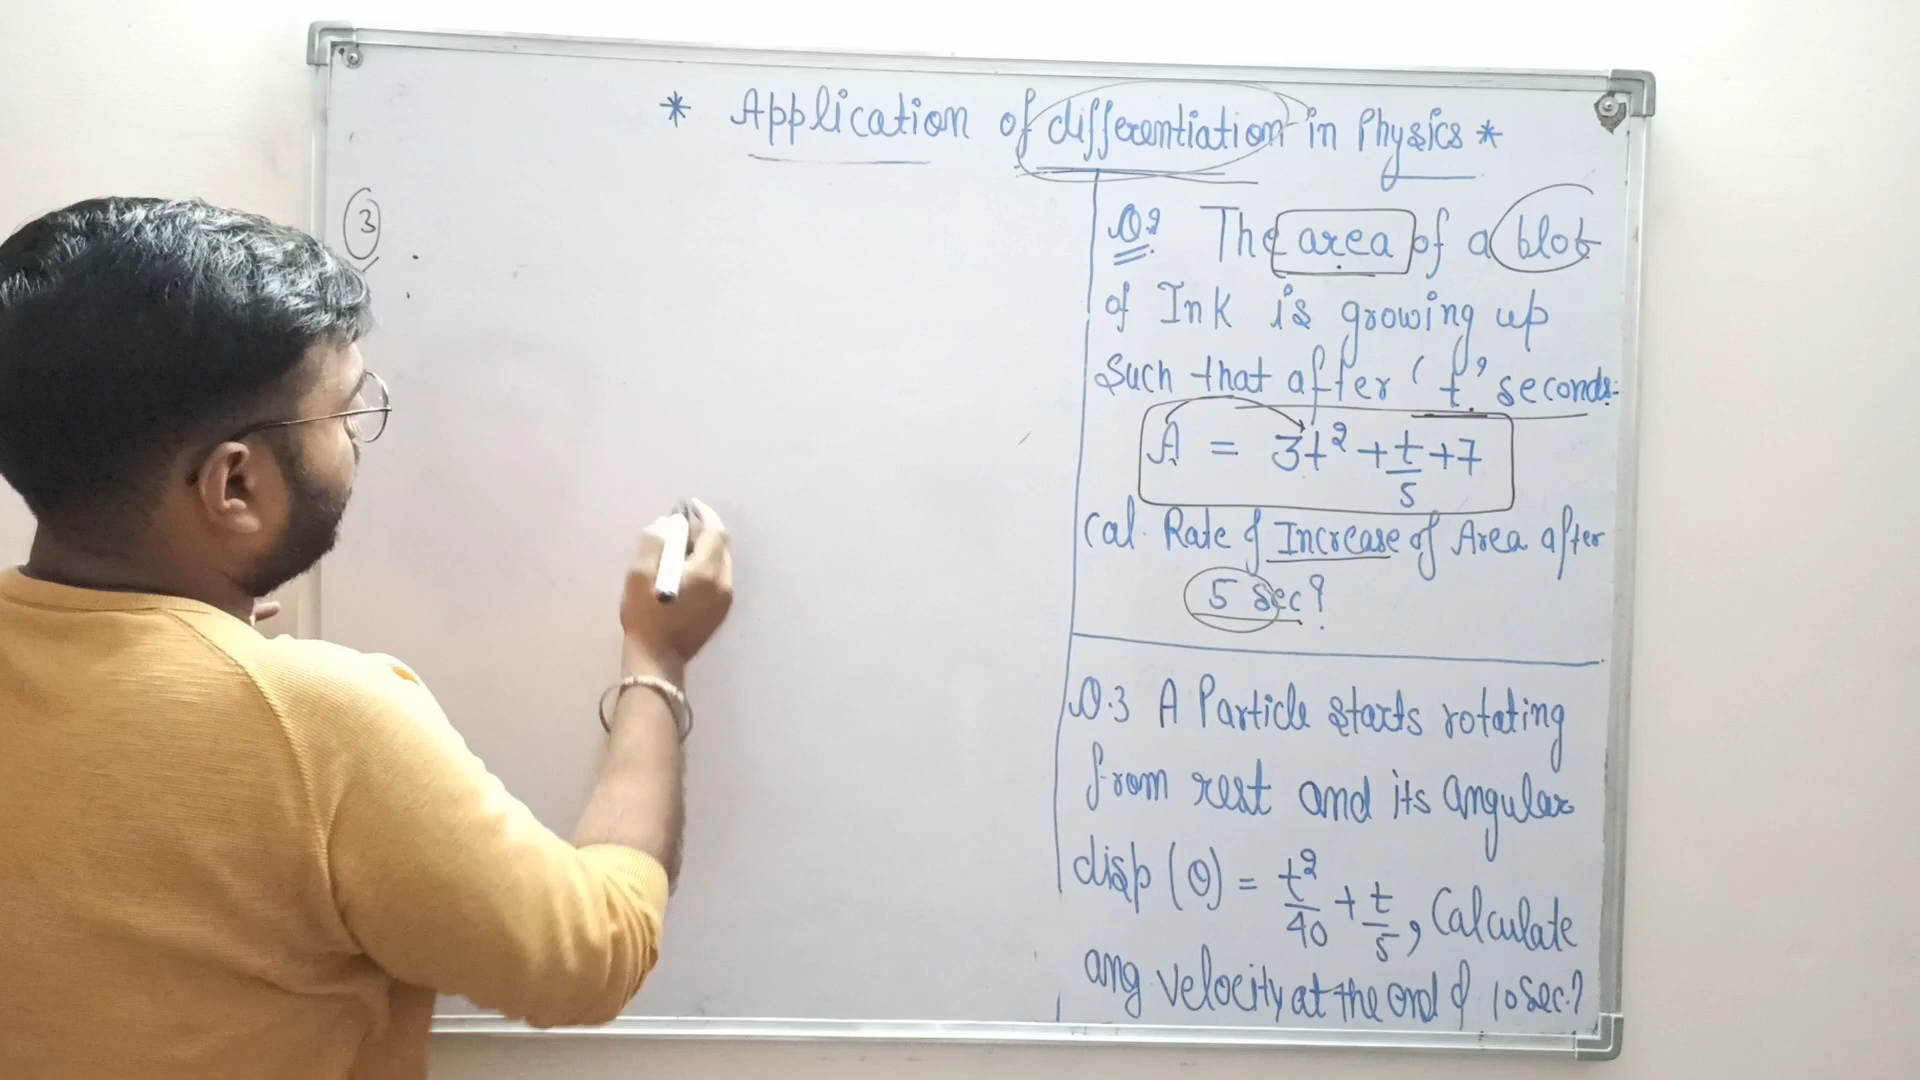 * Application of differentiation in Physics *
3
Q.2 The area of a blot
of Ink is growing up
Such that after 't' seconds.
A = 3t² + t/5 + 7
Cal. Rate of Increase of Area after
5 sec?
Q.3 A Particle starts rotating
from rest and its angular
disp (θ) = t²/40 + t/5, Calculate
ang velocity at the end of 10 sec.?